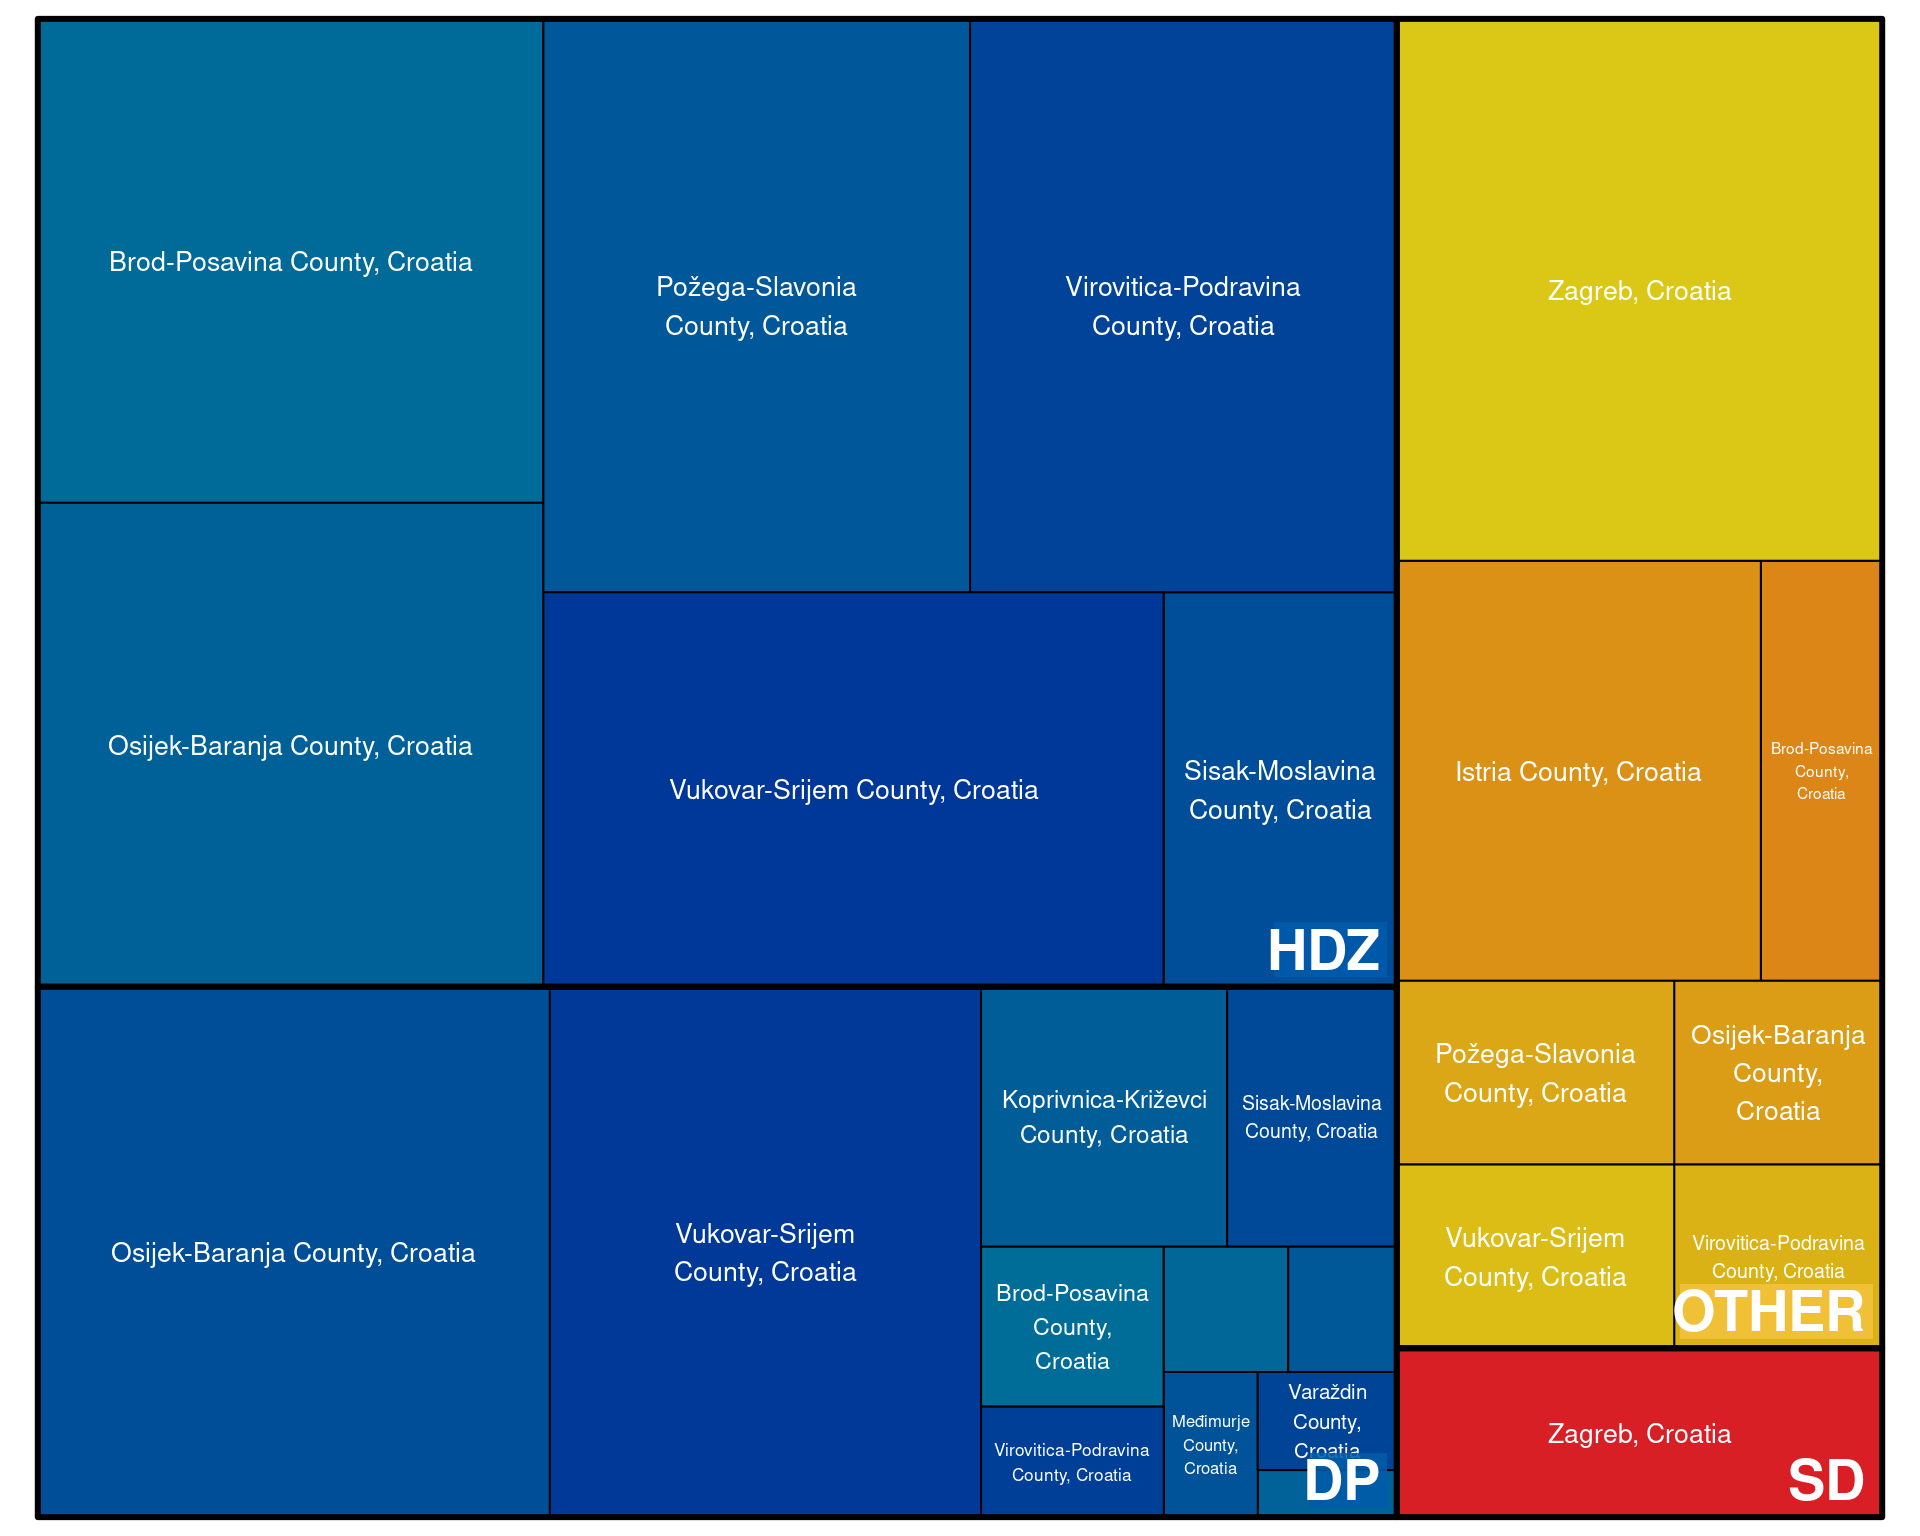 Brod-Posavina County, Croatia
Požega-Slavonia
County, Croatia
Virovitica-Podravina
County, Croatia
Osijek-Baranja County, Croatia
Vukovar-Srijem County, Croatia
Sisak-Moslavina
County, Croatia
HDZ
Osijek-Baranja County, Croatia
Vukovar-Srijem
County, Croatia
Koprivnica-Križevci
County, Croatia
Sisak-Moslavina
County, Croatia
Brod-Posavina
County,
Croatia
Virovitica-Podravina
County, Croatia
Međimurje
County,
Croatia
Varaždin
County,
Croatia
DP
Zagreb, Croatia
Istria County, Croatia
Brod-Posavina
County,
Croatia
Požega-Slavonia
County, Croatia
Osijek-Baranja
County,
Croatia
Vukovar-Srijem
County, Croatia
Virovitica-Podravina
County, Croatia
OTHER
Zagreb, Croatia
SD